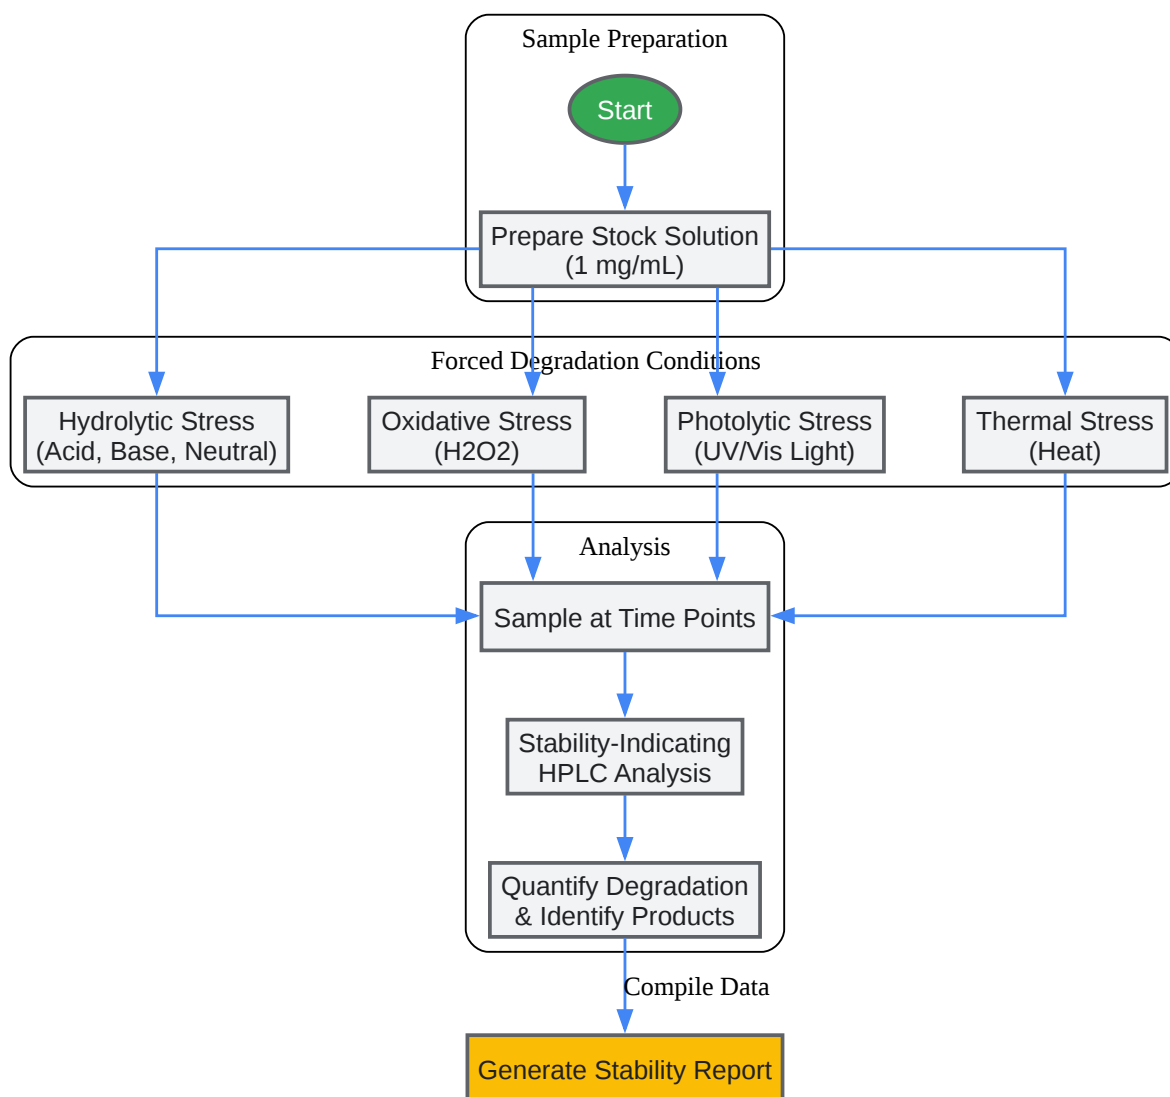 Sample Preparation
Start
Prepare Stock Solution
(1 mg/mL)
Forced Degradation Conditions
Hydrolytic Stress
(Acid, Base, Neutral)
Oxidative Stress
(H2O2)
Photolytic Stress
(UV/Vis Light)
Thermal Stress
(Heat)
Analysis
Sample at Time Points
Stability-Indicating
HPLC Analysis
Quantify Degradation
& Identify Products
Compile Data
Generate Stability Report